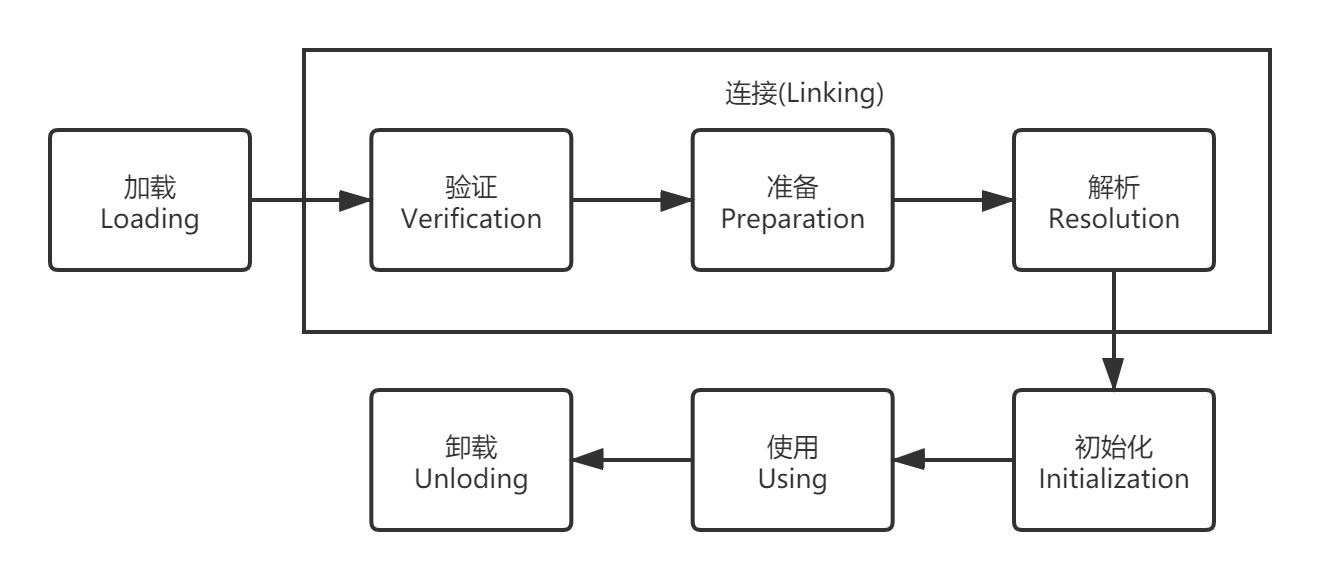 连接(Linking)
加载
Loading
验证
Verification
准备
Preparation
解析
Resolution
卸载
Unloding
使用
Using
初始化
Initialization